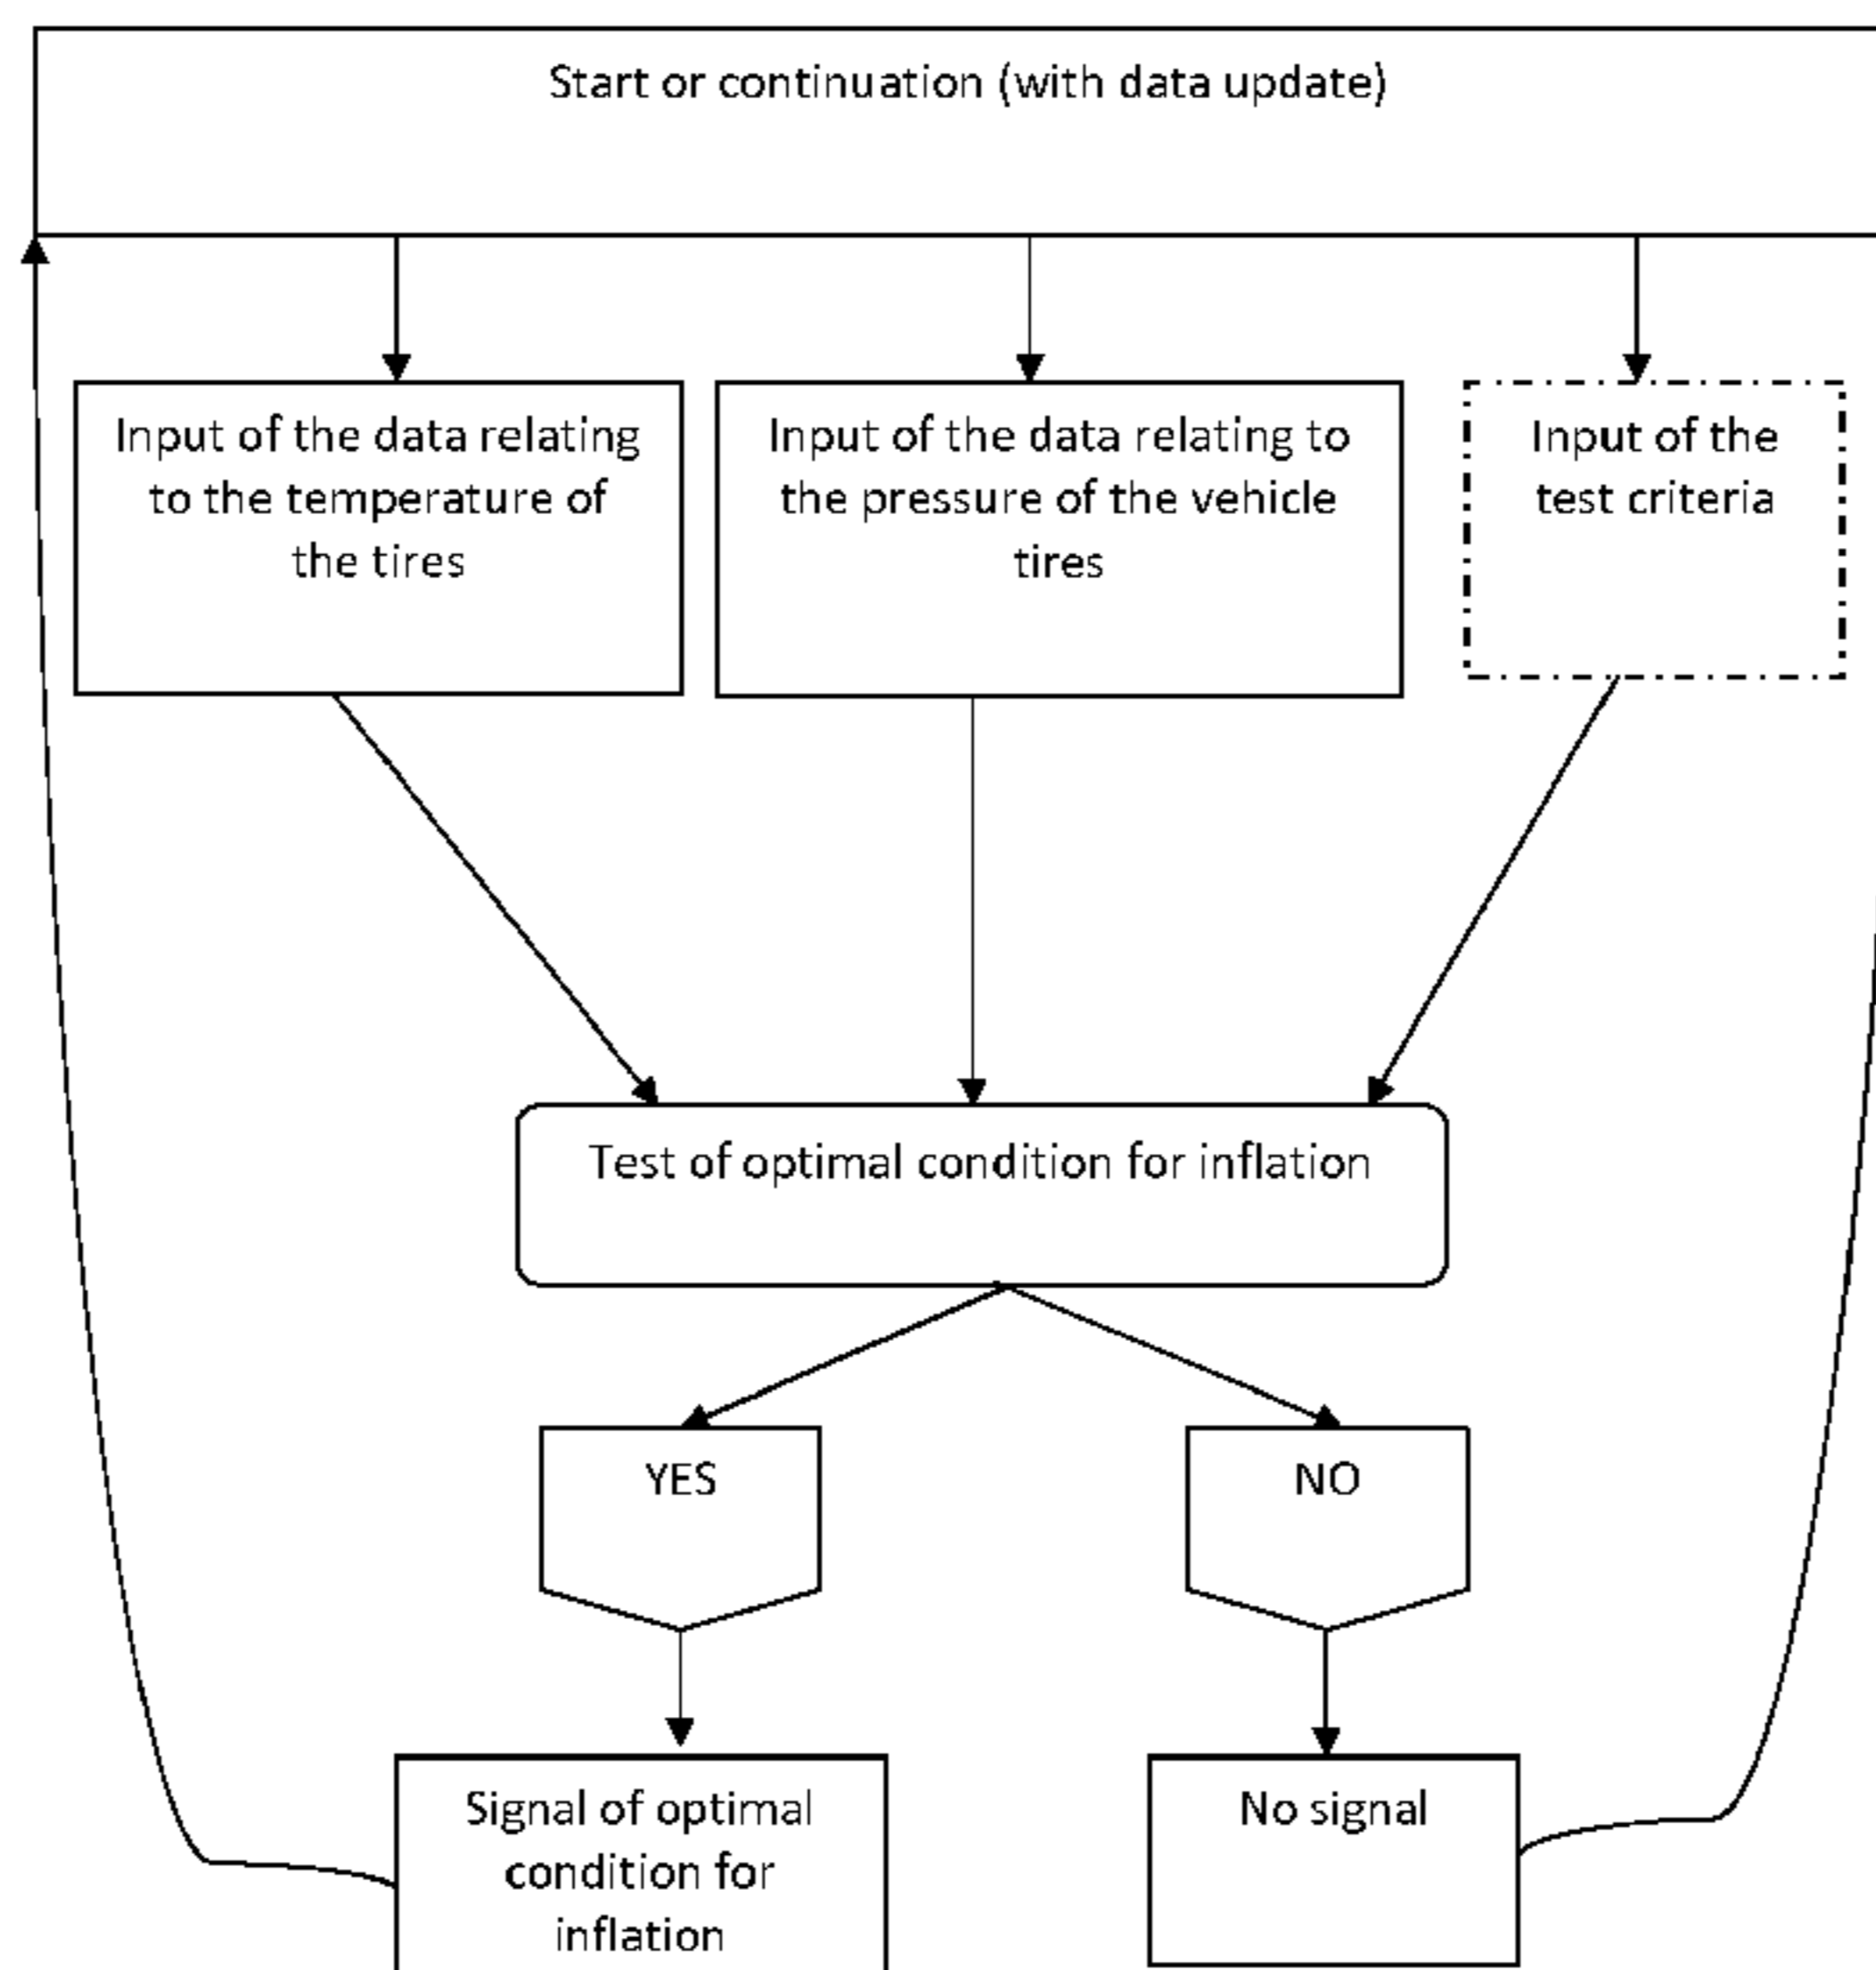 Start or continuation (with data update)
Input of the data relating
to the temperature of
the tires
Input of the data relating to
the pressure of the vehicle
tires
Input of the
test criteria
Test of optimal condition for inflation
YES
NO
Signal of optimal
condition for
inflation
No signal